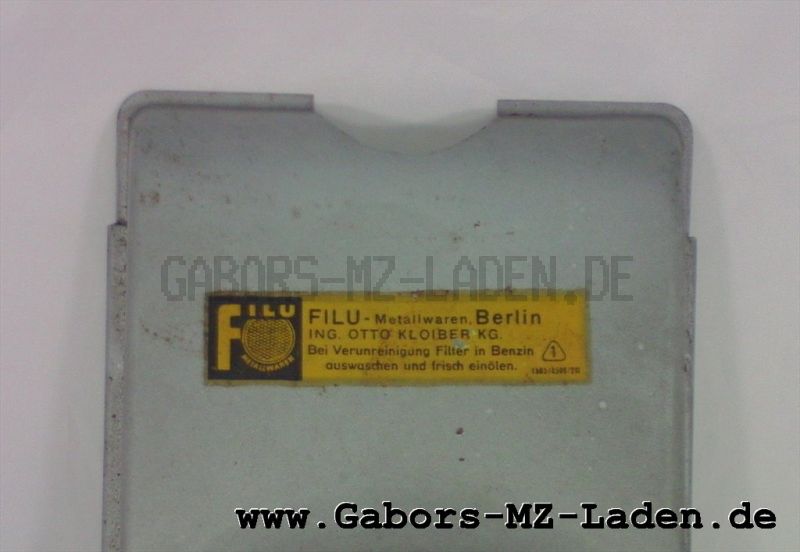 GABORS-MZ-LADEN.DE
FILU
METALLWAREN
FILU - Metallwaren, Berlin
ING. OTTO KLOIBER KG.
Bei Verunreinigung Filter in Benzin
auswaschen und frisch einölen.
1
www.Gabors-MZ-Laden.de